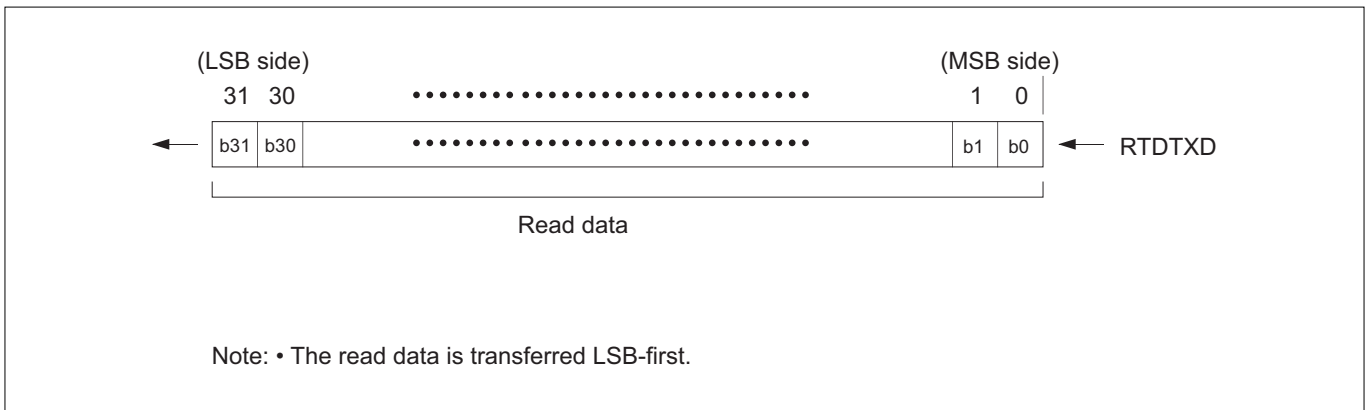 (LSB side) (MSB side)
31 30 •••••••••••••••••••••••••••••••• 1 0
b31 b30 •••••••••••••••••••••••••••••••• b1 b0 RTDTXD
Read data
Note: • The read data is transferred LSB-first.